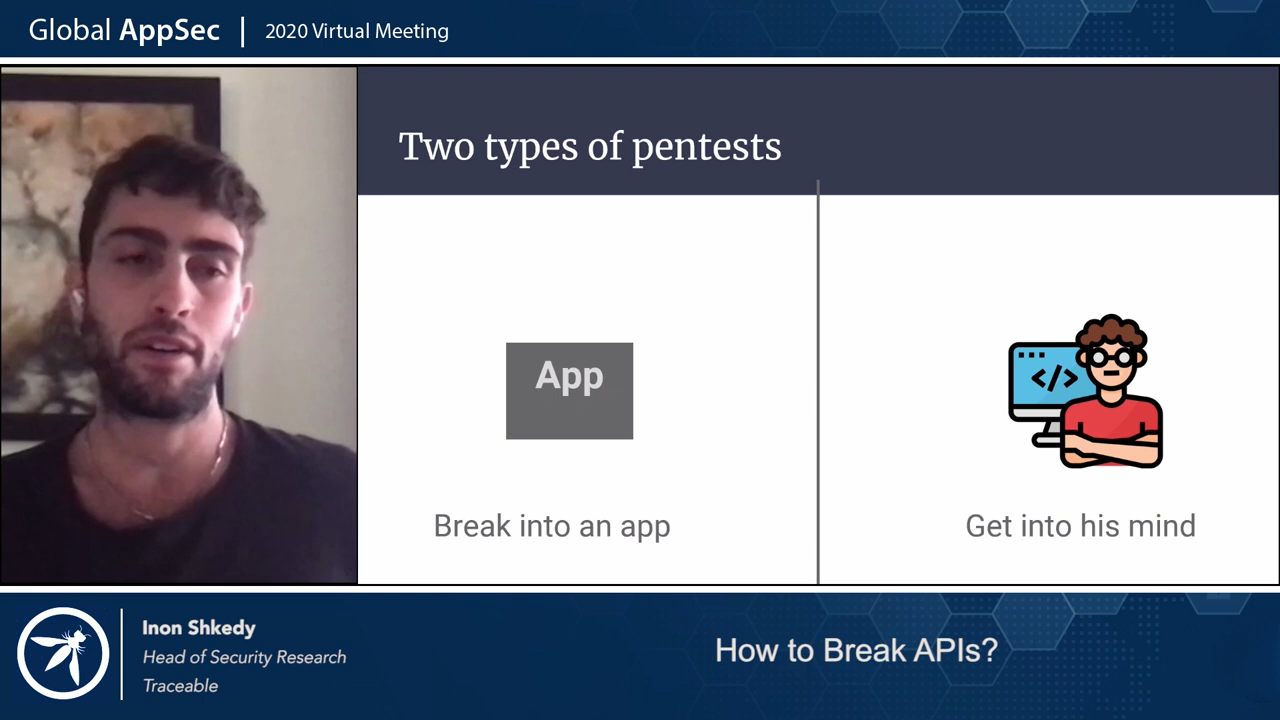 Global AppSec | 2020 Virtual Meeting
Two types of pentests
App
</>
Break into an app
Get into his mind
Inon Shkedy
Head of Security Research
Traceable
How to Break APIs?